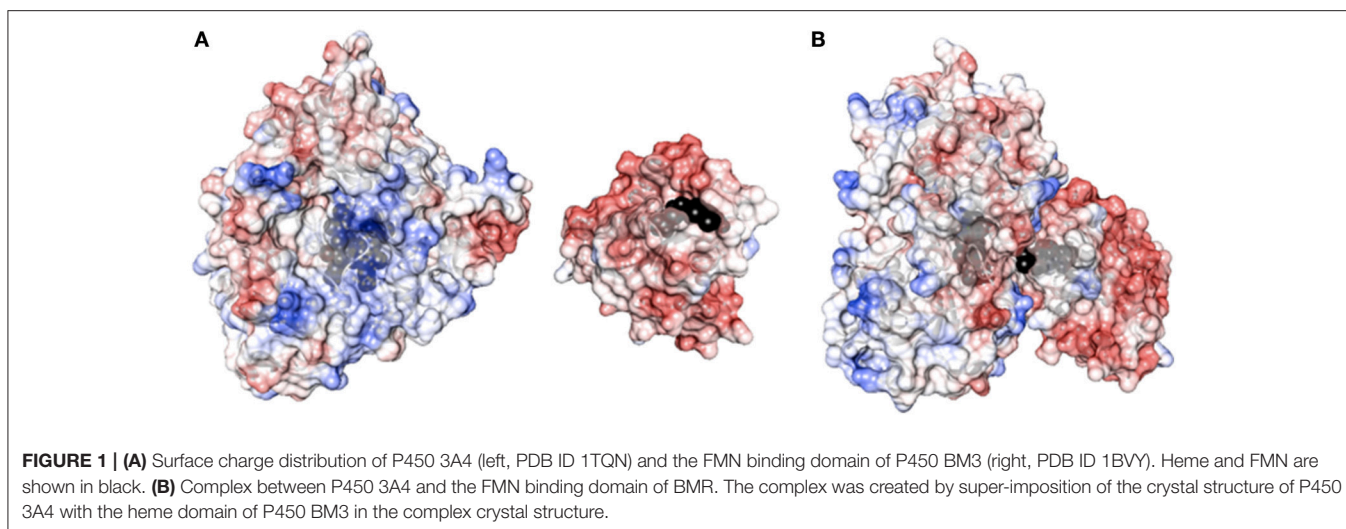 A
B
FIGURE 1 | (A) Surface charge distribution of P450 3A4 (left, PDB ID 1TQN) and the FMN binding domain of P450 BM3 (right, PDB ID 1BVY). Heme and FMN are
shown in black. (B) Complex between P450 3A4 and the FMN binding domain of BMR. The complex was created by super-imposition of the crystal structure of P450
3A4 with the heme domain of P450 BM3 in the complex crystal structure.